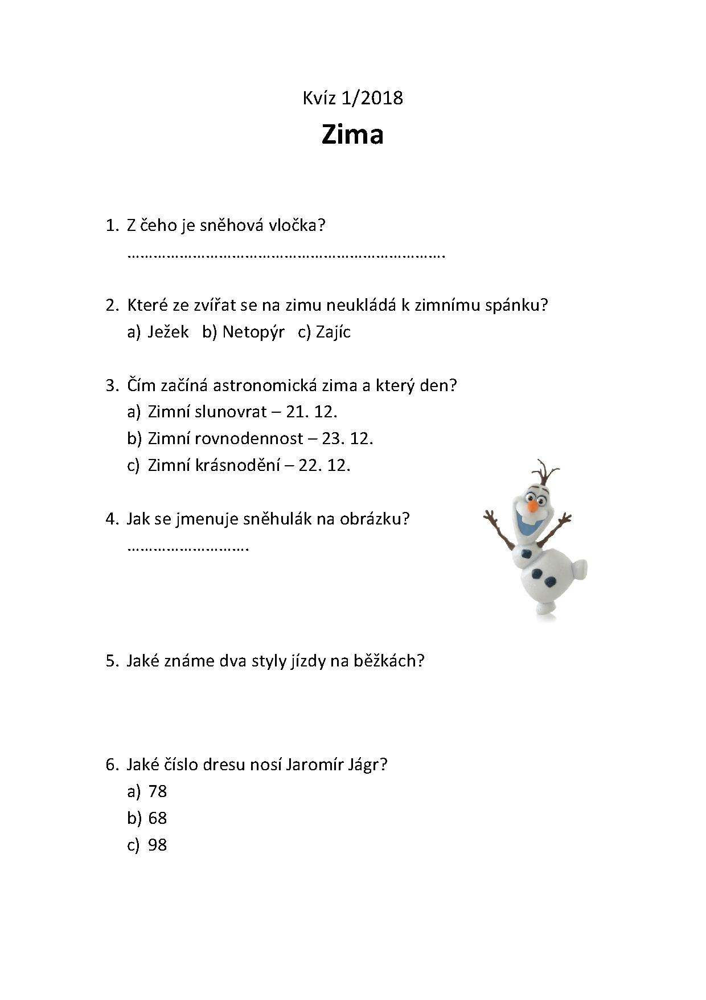 Kvíz 1/2018
Zima
1. Z čeho je sněhová vločka?
……………………………………………………………….
2. Které ze zvířat se na zimu neukládá k zimnímu spánku?
a) Ježek b) Netopýr c) Zajíc
3. Čím začíná astronomická zima a který den?
a) Zimní slunovrat – 21. 12.
b) Zimní rovnodennost – 23. 12.
c) Zimní krásnodění – 22. 12.
4. Jak se jmenuje sněhulák na obrázku?
……………………….
5. Jaké známe dva styly jízdy na běžkách?
6. Jaké číslo dresu nosí Jaromír Jágr?
a) 78
b) 68
c) 98